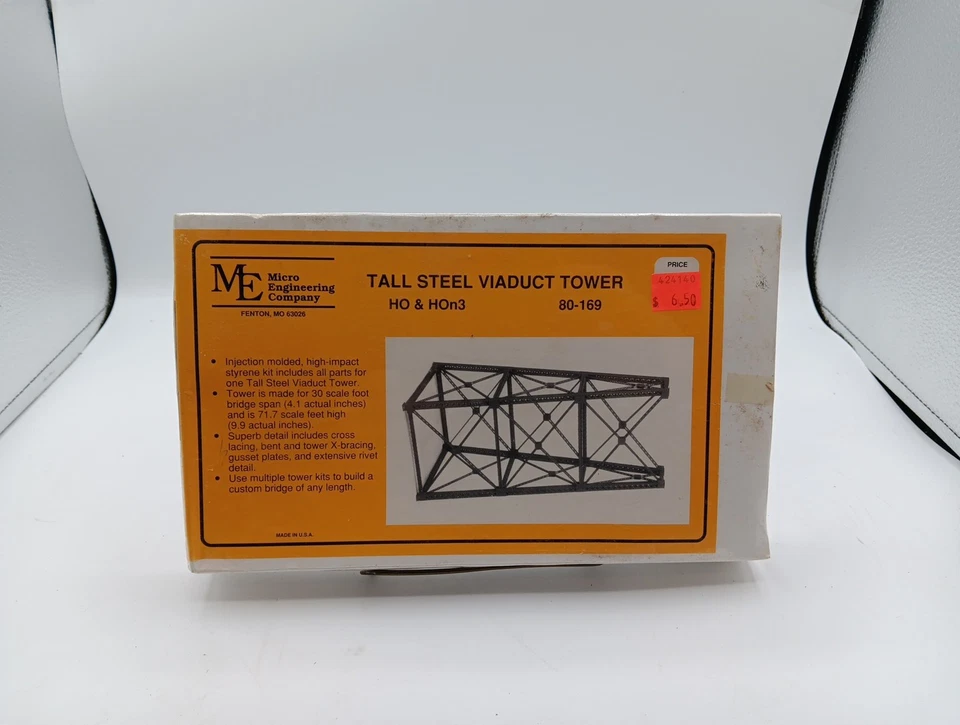 ME Micro
Engineering
Company
FENTON, MO 63026
TALL STEEL VIADUCT TOWER
HO & HOn3 80-169
PRICE
424140
$ 6.50
• Injection molded, high-impact
styrene kit includes all parts for
one Tall Steel Viaduct Tower.
• Tower is made for 30 scale foot
bridge span (4.1 actual inches)
and is 71.7 scale feet high
(9.9 actual inches).
• Superb detail includes cross
lacing, bent and tower X-bracing,
gusset plates, and extensive rivet
detail.
• Use multiple tower kits to build a
custom bridge of any length.
MADE IN U.S.A.